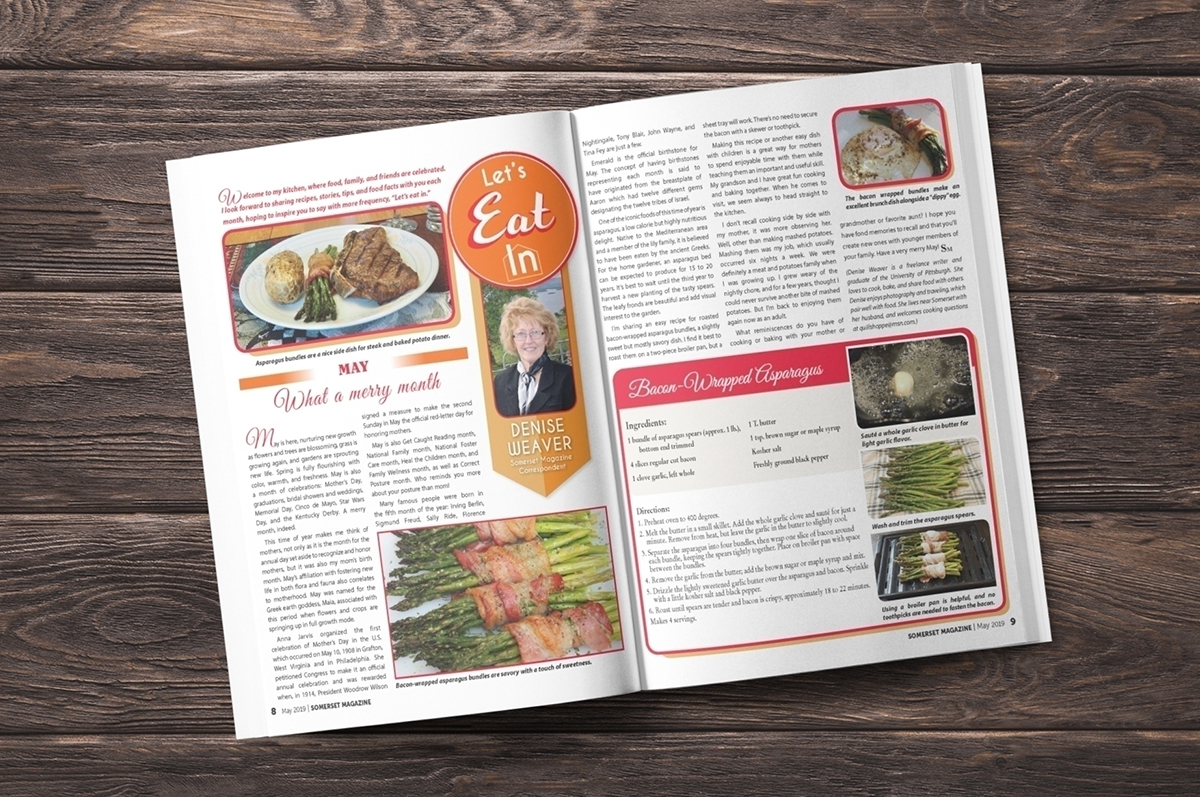 Welcome to my kitchen, where food, family, and friends are celebrated.
I look forward to sharing recipes, stories, tips, and food facts with you each
month, hoping to inspire you to say with more frequency, "Let's eat in."
Let's
Eat
In
Asparagus bundles are a nice side dish for steak and baked potato dinner.
MAY
What a merry month
May is here, nurturing new growth
as flowers and trees are blossoming, grass is
growing again, and gardens are sprouting
new life. Spring is fully flourishing with
color, warmth, and freshness. May is also
a month of celebrations: Mother's Day,
graduations, bridal showers and weddings,
Memorial Day, Cinco de Mayo, Star Wars
Day, and the Kentucky Derby. A merry
month, indeed.
This time of year makes me think of
mothers, not only as it is the month for the
annual day set aside to recognize and honor
mothers, but it was also my mom's birth
month. May's affiliation with fostering new
life in both flora and fauna also correlates
to motherhood. May was named for the
Greek earth goddess, Maia, associated with
this period when flowers and crops are
springing up in full growth mode.
Anna Jarvis organized the first
celebration of Mother's Day in the U.S.
which occurred on May 10, 1908 in Grafton,
West Virginia and in Philadelphia. She
petitioned Congress to make it an official
annual celebration and was rewarded
when, in 1914, President Woodrow Wilson
signed a measure to make the second
Sunday in May the official red-letter day for
honoring mothers.
May is also Get Caught Reading month,
National Family month, National Foster
Care month, Heal the Children month, and
Family Wellness month, as well as Correct
Posture month. Who reminds you more
about your posture than mom!
Many famous people were born in
the fifth month of the year: Irving Berlin,
Sigmund Freud, Sally Ride, Florence
DENISE
WEAVER
Somerset Magazine
Correspondent
Bacon-wrapped asparagus bundles are savory with a touch of sweetness.
8 May 2019 | SOMERSET MAGAZINE
Nightingale, Tony Blair, John Wayne, and
Tina Fey are just a few.
Emerald is the official birthstone for
May. The concept of having birthstones
representing each month is said to
have originated from the breastplate of
Aaron which had twelve different gems
designating the twelve tribes of Israel.
One of the iconic foods of this time of year is
asparagus, a low calorie but highly nutritious
delight. Native to the Mediterranean area
and a member of the lily family, it is believed
to have been eaten by the ancient Greeks.
For the home gardener, an asparagus bed
can be expected to produce for 15 to 20
years. It's best to wait until the third year to
harvest a new planting of the tasty spears.
The leafy fronds are beautiful and add visual
interest to the garden.
I'm sharing an easy recipe for roasted
bacon-wrapped asparagus bundles, a slightly
sweet but mostly savory dish. I find it best to
roast them on a two-piece broiler pan, but a
sheet tray will work. There's no need to secure
the bacon with a skewer or toothpick.
Making this recipe or another easy dish
with children is a great way for mothers
to spend enjoyable time with them while
teaching them an important and useful skill.
My grandson and I have great fun cooking
and baking together. When he comes to
visit, we seem always to head straight to
the kitchen.
I don't recall cooking side by side with
my mother, it was more observing her.
Well, other than making mashed potatoes.
Mashing them was my job, which usually
occurred six nights a week. We were
definitely a meat and potatoes family when
I was growing up. I grew weary of the
nightly chore, and for a few years, thought I
could never survive another bite of mashed
potatoes. But I'm back to enjoying them
again now as an adult.
What reminiscences do you have of
cooking or baking with your mother or
The bacon wrapped bundles make an
excellent brunch dish alongside a "dippy" egg.
grandmother or favorite aunt? I hope you
have fond memories to recall and that you'll
create new ones with younger members of
your family. Have a very merry May! SM
(Denise Weaver is a freelance writer and
graduate of the University of Pittsburgh. She
loves to cook, bake, and share food with others.
Denise enjoys photography and traveling, which
pair well with food. She lives near Somerset with
her husband, and welcomes cooking questions
at quillshoppe@msn.com.)
Bacon-Wrapped Asparagus
Ingredients:
1 bundle of asparagus spears (approx. 1 lb.),
bottom end trimmed
4 slices regular cut bacon
1 clove garlic, left whole
1 T. butter
1 tsp. brown sugar or maple syrup
Kosher salt
Freshly ground black pepper
Directions:
1. Preheat oven to 400 degrees.
2. Melt the butter in a small skillet. Add the whole garlic clove and sauté for just a
minute. Remove from heat, but leave the garlic in the butter to slightly cool.
3. Separate the asparagus into four bundles, then wrap one slice of bacon around
each bundle, keeping the spears tightly together. Place on broiler pan with space
between the bundles.
4. Remove the garlic from the butter; add the brown sugar or maple syrup and mix.
5. Drizzle the lightly sweetened garlic butter over the asparagus and bacon. Sprinkle
with a little kosher salt and black pepper.
6. Roast until spears are tender and bacon is crispy, approximately 18 to 22 minutes.
Makes 4 servings.
Sauté a whole garlic clove in butter for
light garlic flavor.
Wash and trim the asparagus spears.
Using a broiler pan is helpful, and no
toothpicks are needed to fasten the bacon.
SOMERSET MAGAZINE | May 2019 9